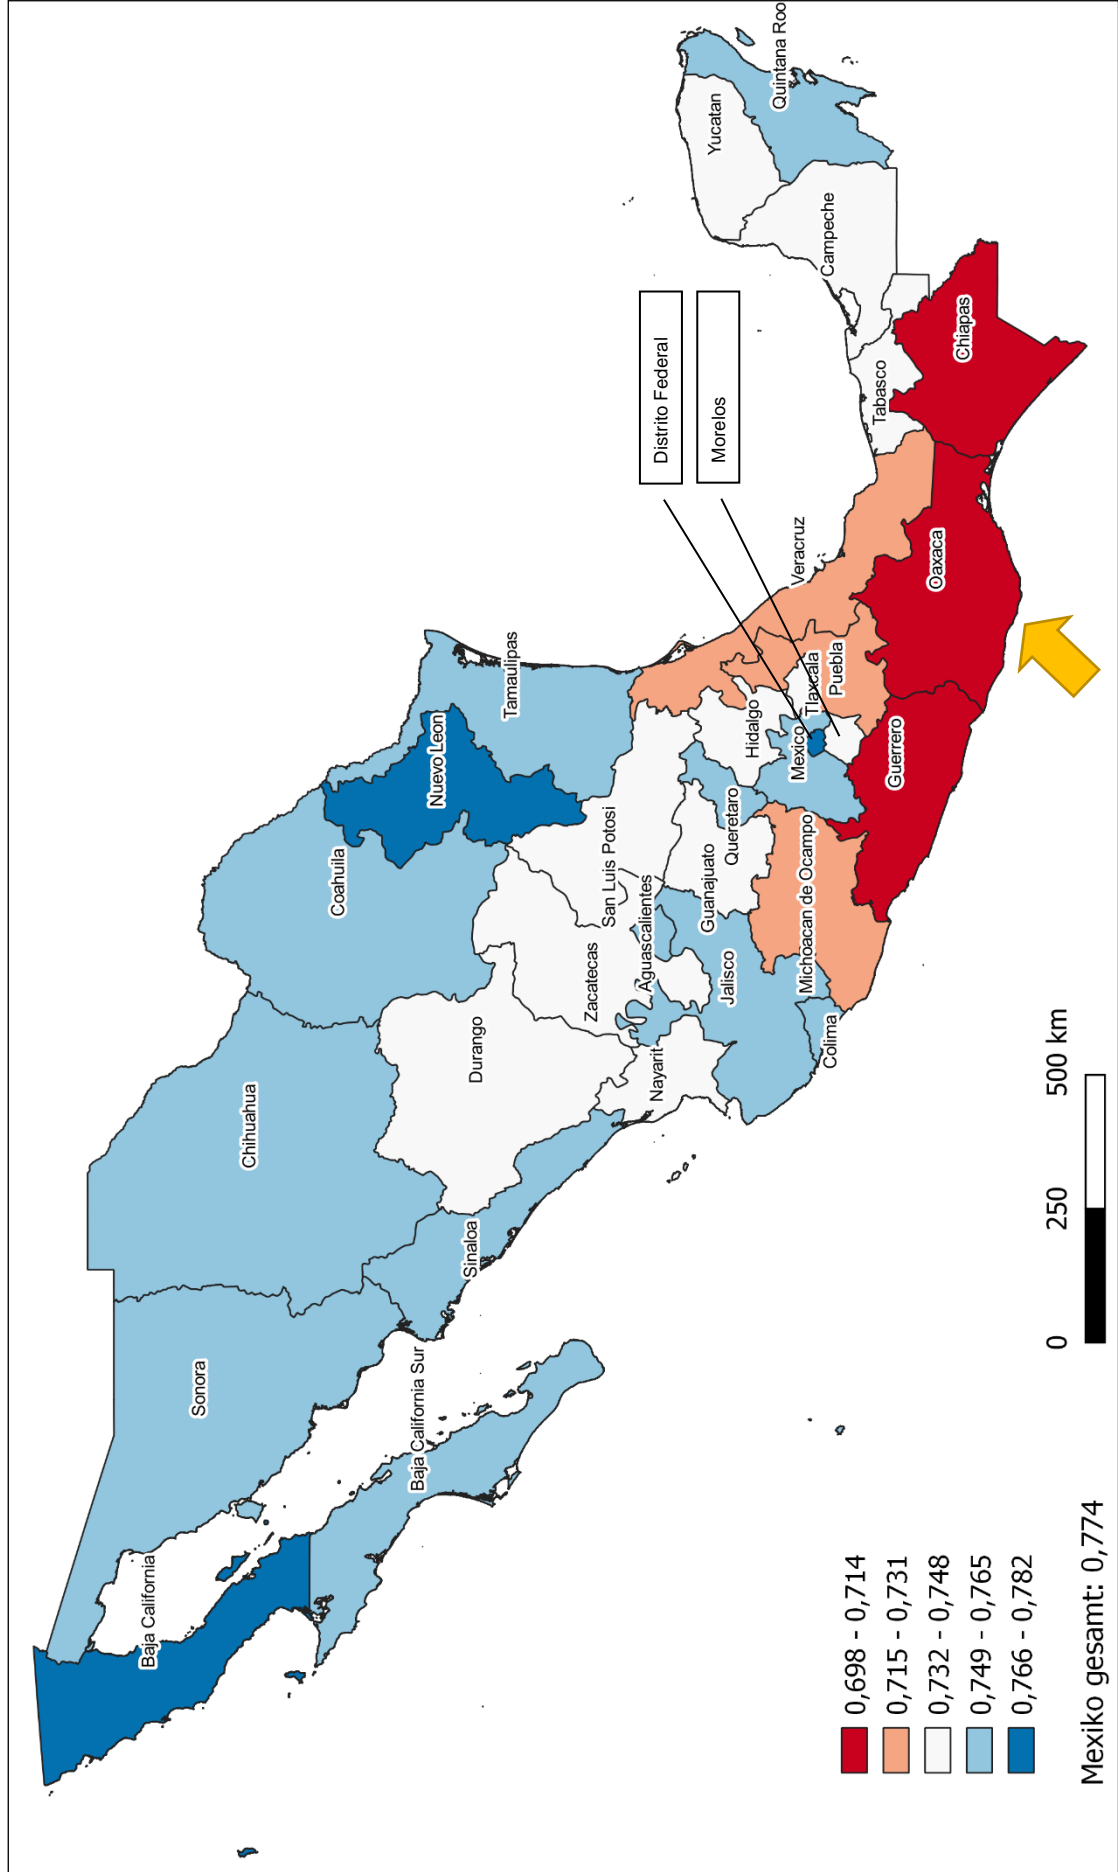 Baja California
Sonora
Chihuahua
Coahuila
Nuevo Leon
Tamaulipas
Baja California Sur
Sinaloa
Durango
Zacatecas
San Luis Potosi
Nayarit
Aguascalientes
Jalisco
Guanajuato
Queretaro
Hidalgo
Colima
Michoacan de Ocampo
Mexico
Tlaxcala
Puebla
Veracruz
Distrito Federal
Morelos
Guerrero
Oaxaca
Tabasco
Chiapas
Campeche
Yucatan
Quintana Roo
0,698 - 0,714
0,715 - 0,731
0,732 - 0,748
0,749 - 0,765
0,766 - 0,782
Mexiko gesamt: 0,774
0 250 500 km